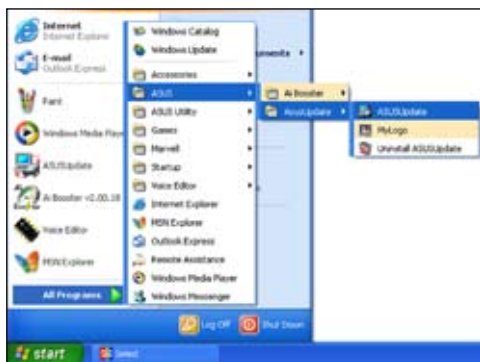 Internet
Internet Explorer
E-mail
Outlook Express
Paint
Windows Media Player
ASUSUpdate
Ai Booster v2.00.18
Voice Editor
MSN Explorer
All Programs
Windows Catalog
Windows Update
Accessories
ASUS
ASUS Utility
Games
Marvell
Startup
Voice Editor
Internet Explorer
MSN Explorer
Outlook Express
Remote Assistance
Windows Media Player
Windows Messenger
uments
Ai Booster
AsusUpdate
ASUSUpdate
MyLogo
Uninstall ASUSUpdate
Log Off
Shut Down
start